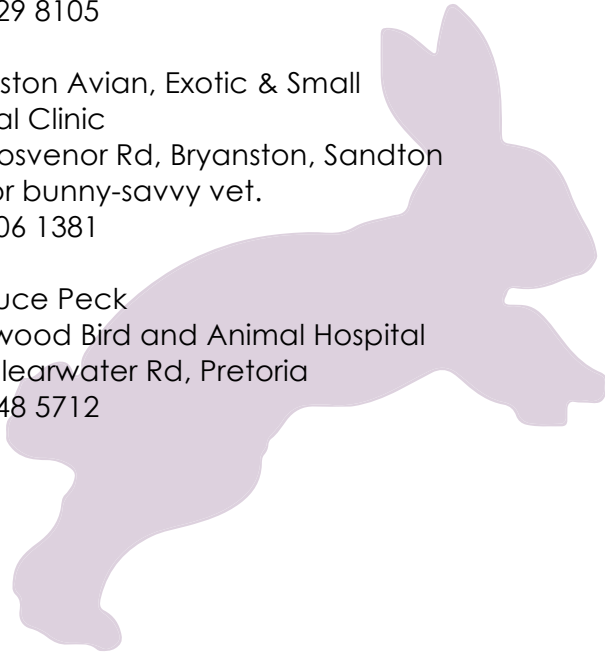 29 8105
ston Avian, Exotic & Small
al Clinic
osvenor Rd, Bryanston, Sandton
or bunny-savvy vet.
06 1381
uce Peck
wood Bird and Animal Hospital
learwater Rd, Pretoria
48 5712